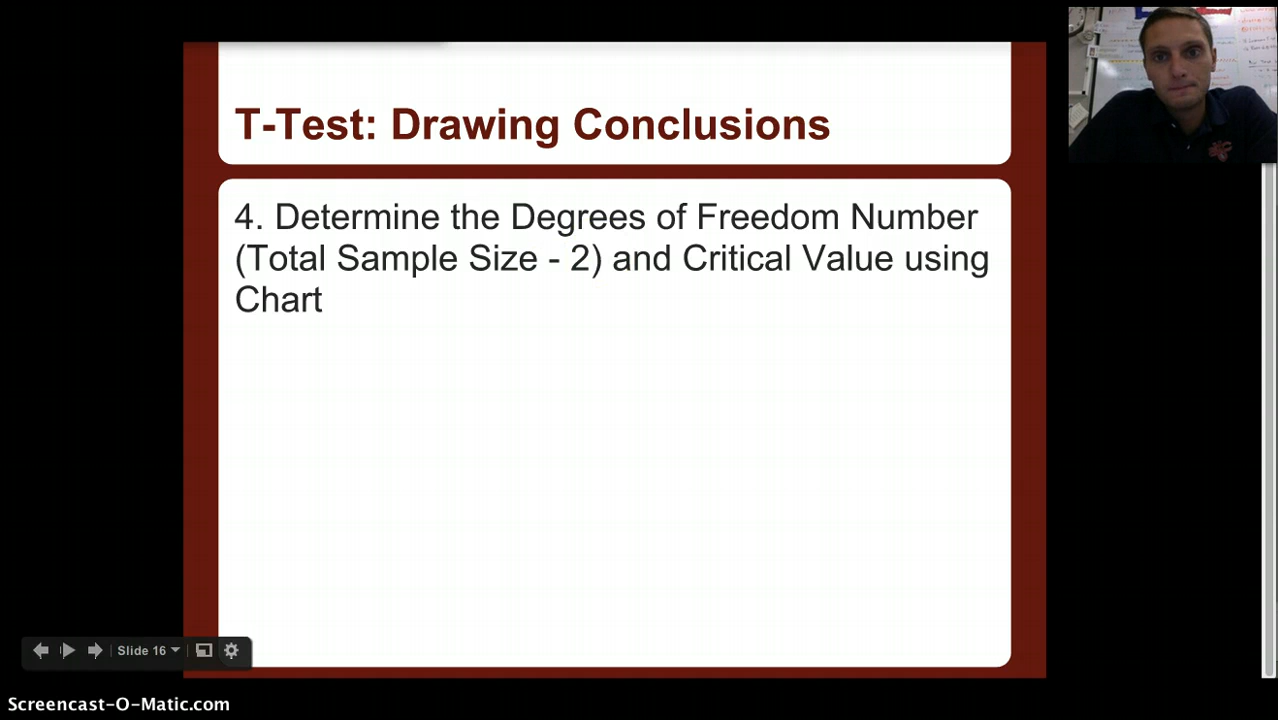 T-Test: Drawing Conclusions
4. Determine the Degrees of Freedom Number
(Total Sample Size - 2) and Critical Value using
Chart
Slide 16
Screencast-O-Matic.com